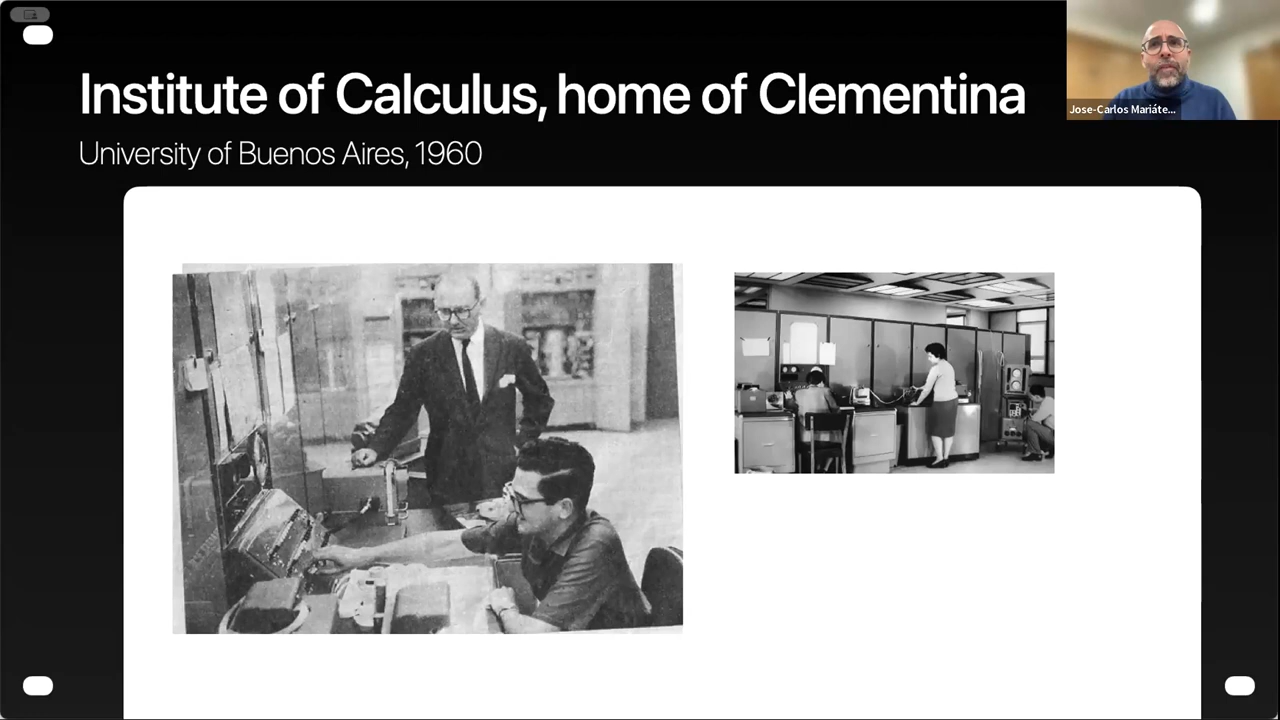 Institute of Calculus, home of Clementina
University of Buenos Aires, 1960
Jose-Carlos Mariáte...